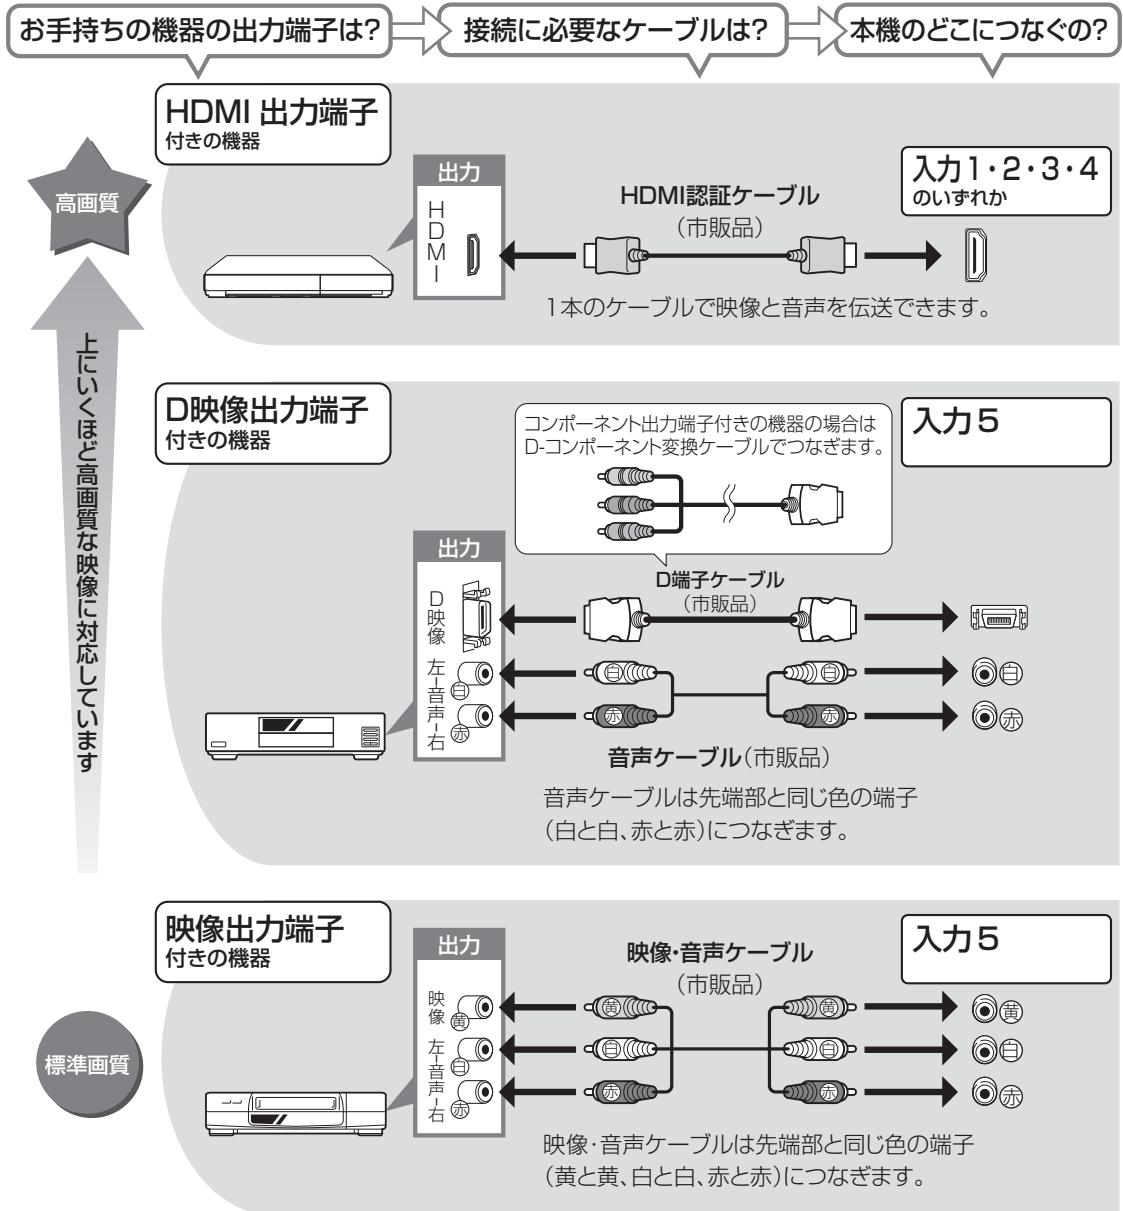 お手持ちの機器の出力端子は?
接続に必要なケーブルは?
本機のどこにつなぐの?
高画質
上にいくほど高画質な映像に対応しています
標準画質
HDMI 出力端子
付きの機器
出力
HDMI
HDMI認証ケーブル
(市販品)
1本のケーブルで映像と音声を伝送できます。
入力1・2・3・4
のいずれか
D映像出力端子
付きの機器
コンポーネント出力端子付きの機器の場合は
D-コンポーネント変換ケーブルでつなぎます。
入力5
出力
D映像
左-音声-右
白
赤
D端子ケーブル
(市販品)
白
白
白
赤
赤
赤
音声ケーブル(市販品)
音声ケーブルは先端部と同じ色の端子
(白と白、赤と赤)につなぎます。
映像出力端子
付きの機器
出力
映像
黄
左-音声-右
白
赤
映像・音声ケーブル
(市販品)
入力5
黄
黄
黄
白
白
白
赤
赤
赤
映像・音声ケーブルは先端部と同じ色の端子
(黄と黄、白と白、赤と赤)につなぎます。